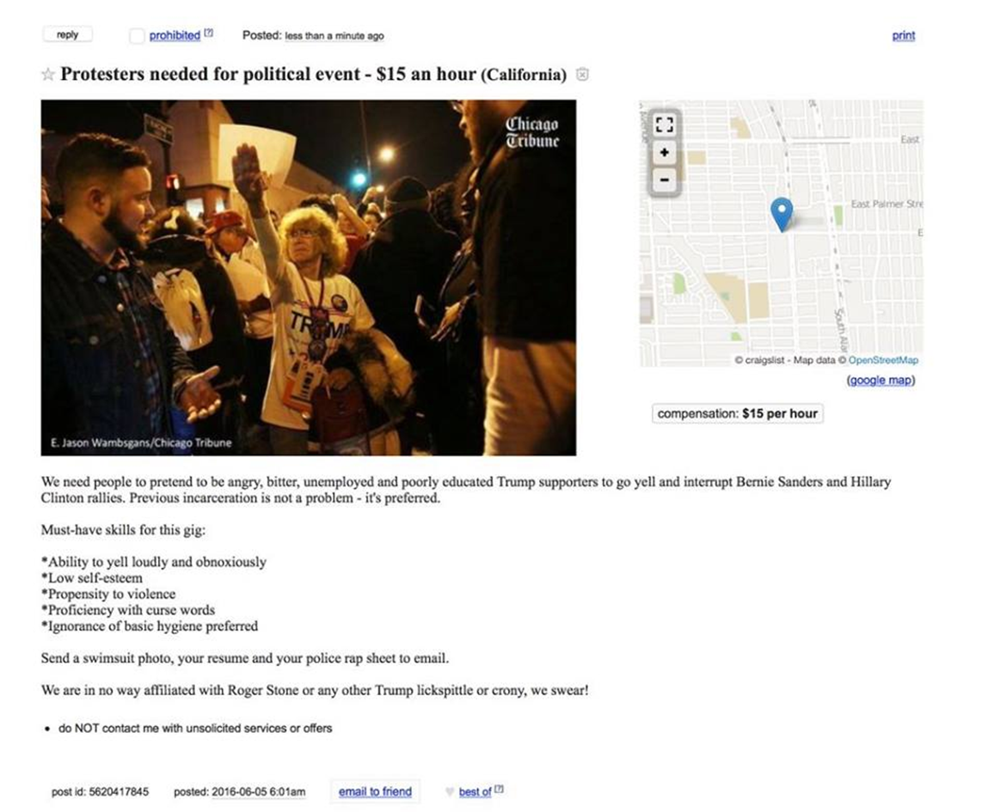 reply
prohibited [?]
Posted: less than a minute ago
print
☆ Protesters needed for political event - $15 an hour (California)
Chicago
Tribune
TRUMP
E. Jason Wambsgans/Chicago Tribune
+
−
East
East Palmer Stre
E
South Alar
© craigslist - Map data © OpenStreetMap
(google map)
compensation: $15 per hour
We need people to pretend to be angry, bitter, unemployed and poorly educated Trump supporters to go yell and interrupt Bernie Sanders and Hillary
Clinton rallies. Previous incarceration is not a problem - it's preferred.
Must-have skills for this gig:
*Ability to yell loudly and obnoxiously
*Low self-esteem
*Propensity to violence
*Proficiency with curse words
*Ignorance of basic hygiene preferred
Send a swimsuit photo, your resume and your police rap sheet to email.
We are in no way affiliated with Roger Stone or any other Trump lickspittle or crony, we swear!
• do NOT contact me with unsolicited services or offers
post id: 5620417845
posted: 2016-06-05 6:01am
email to friend
♥ best of [?]